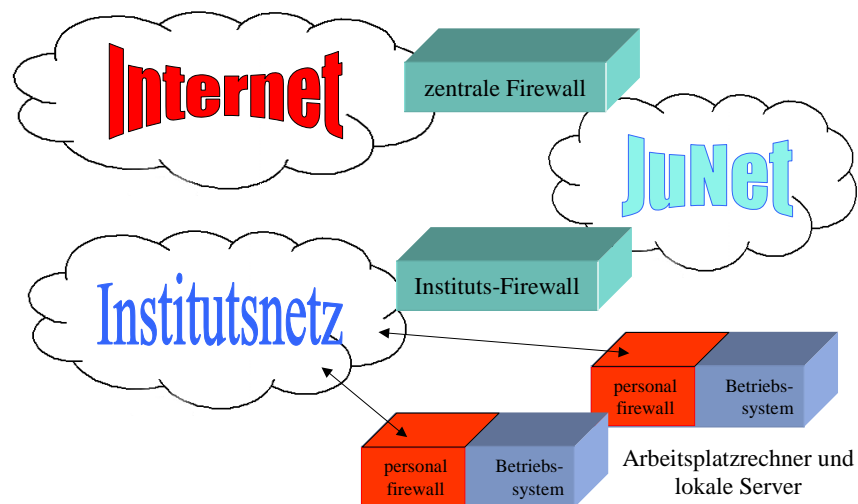 Internet
zentrale Firewall
JuNet
Instituts-Firewall
Institutsnetz
personal
firewall
Betriebs-
system
personal
firewall
Betriebs-
system
Arbeitsplatzrechner und
lokale Server